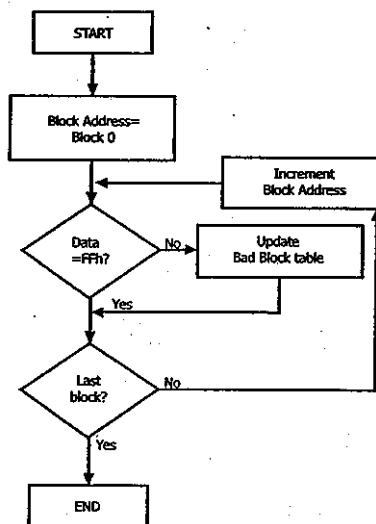 START
Block Address=
Block 0
Increment
Block Address
Data
=FFh?
No
Update
Bad Block table
Yes
Last
block?
No
Yes
END